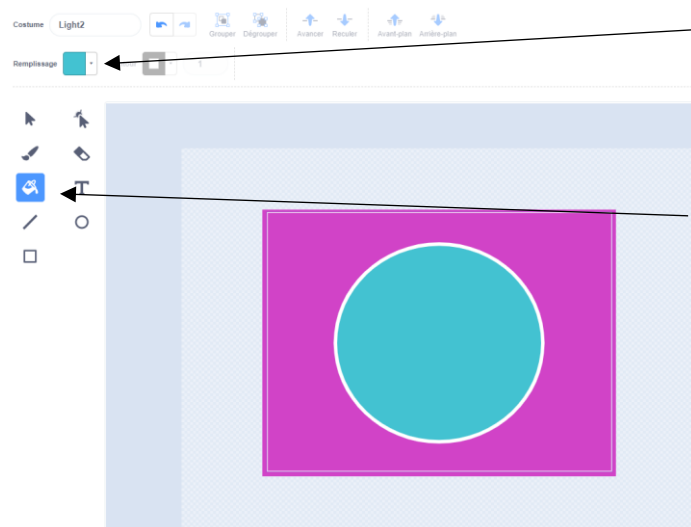 Costume Light2
Grouper Dégrouper Avancer Reculer Avant-plan Arrière-plan
Remplissage 1
T